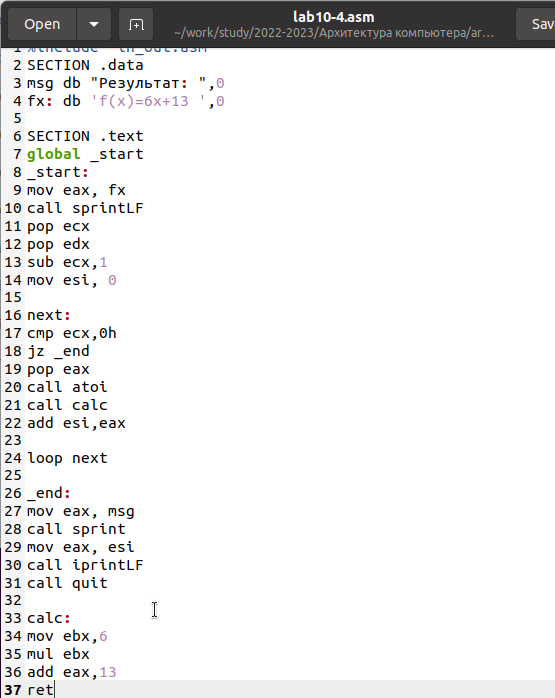 Open
lab10-4.asm
~/work/study/2022-2023/Архитектура компьютера/ar…
Sav
1 %include 'in_out.asm'
2 SECTION .data
3 msg db "Результат: ",0
4 fx: db 'f(x)=6x+13 ',0
5
6 SECTION .text
7 global _start
8 _start:
9 mov eax, fx
10 call sprintLF
11 pop ecx
12 pop edx
13 sub ecx,1
14 mov esi, 0
15
16 next:
17 cmp ecx,0h
18 jz _end
19 pop eax
20 call atoi
21 call calc
22 add esi,eax
23
24 loop next
25
26 _end:
27 mov eax, msg
28 call sprint
29 mov eax, esi
30 call iprintLF
31 call quit
32
33 calc:
34 mov ebx,6
35 mul ebx
36 add eax,13
37 ret